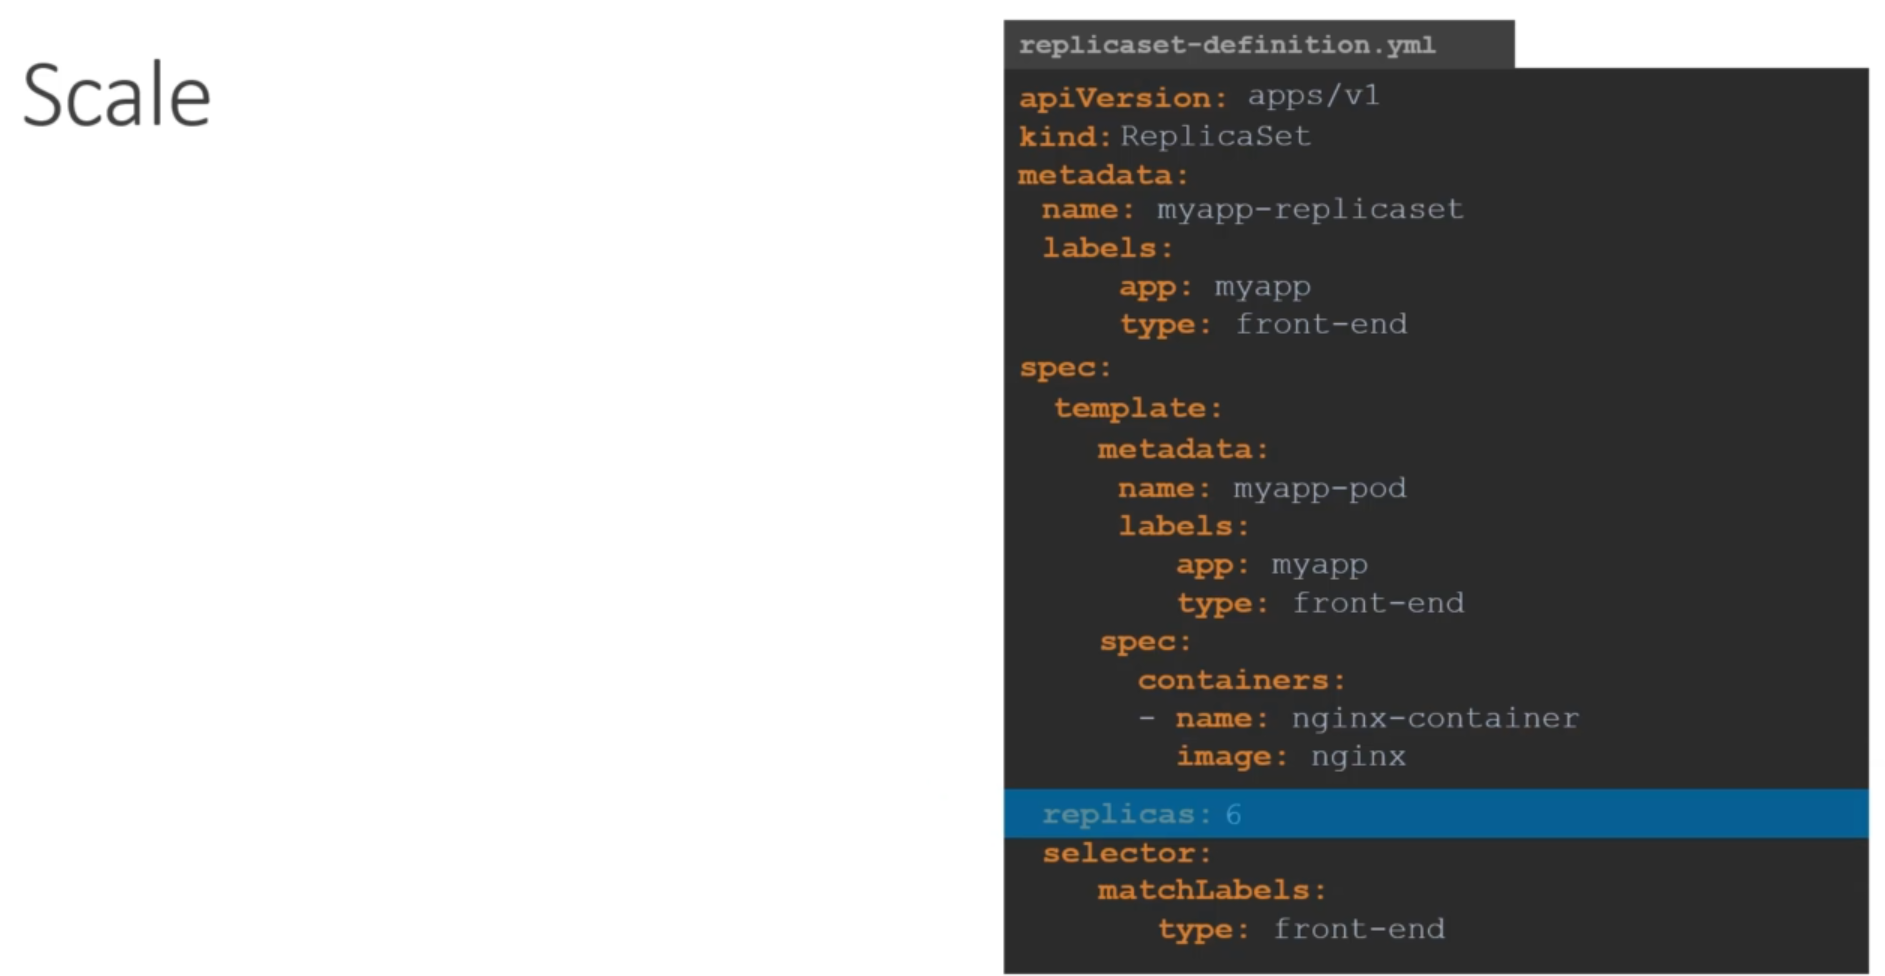 Scale
replicaset-definition.yml
apiVersion: apps/v1
kind: ReplicaSet
metadata:
name: myapp-replicaset
labels:
app: myapp
type: front-end
spec:
template:
metadata:
name: myapp-pod
labels:
app: myapp
type: front-end
spec:
containers:
- name: nginx-container
image: nginx
replicas: 6
selector:
matchLabels:
type: front-end